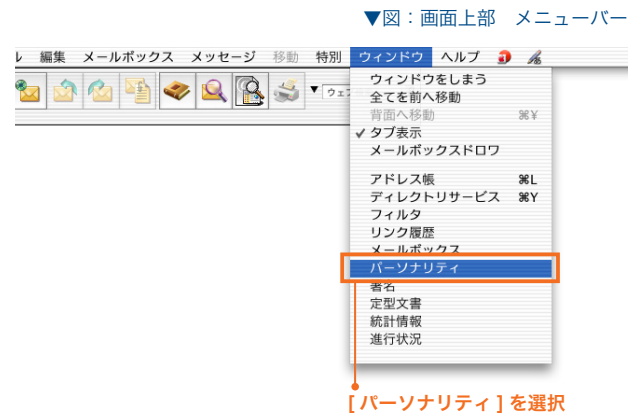 ▼図：画面上部　メニューバー
ル 編集 メールボックス メッセージ 移動 特別 ウィンドウ ヘルプ
ウィンドウをしまう
全てを前へ移動
背面へ移動 ⌘¥
✓タブ表示
メールボックスドロワ
アドレス帳 ⌘L
ディレクトリサービス ⌘Y
フィルタ
リンク履歴
メールボックス
パーソナリティ
署名
定型文書
統計情報
進行状況
[ パーソナリティ ] を選択